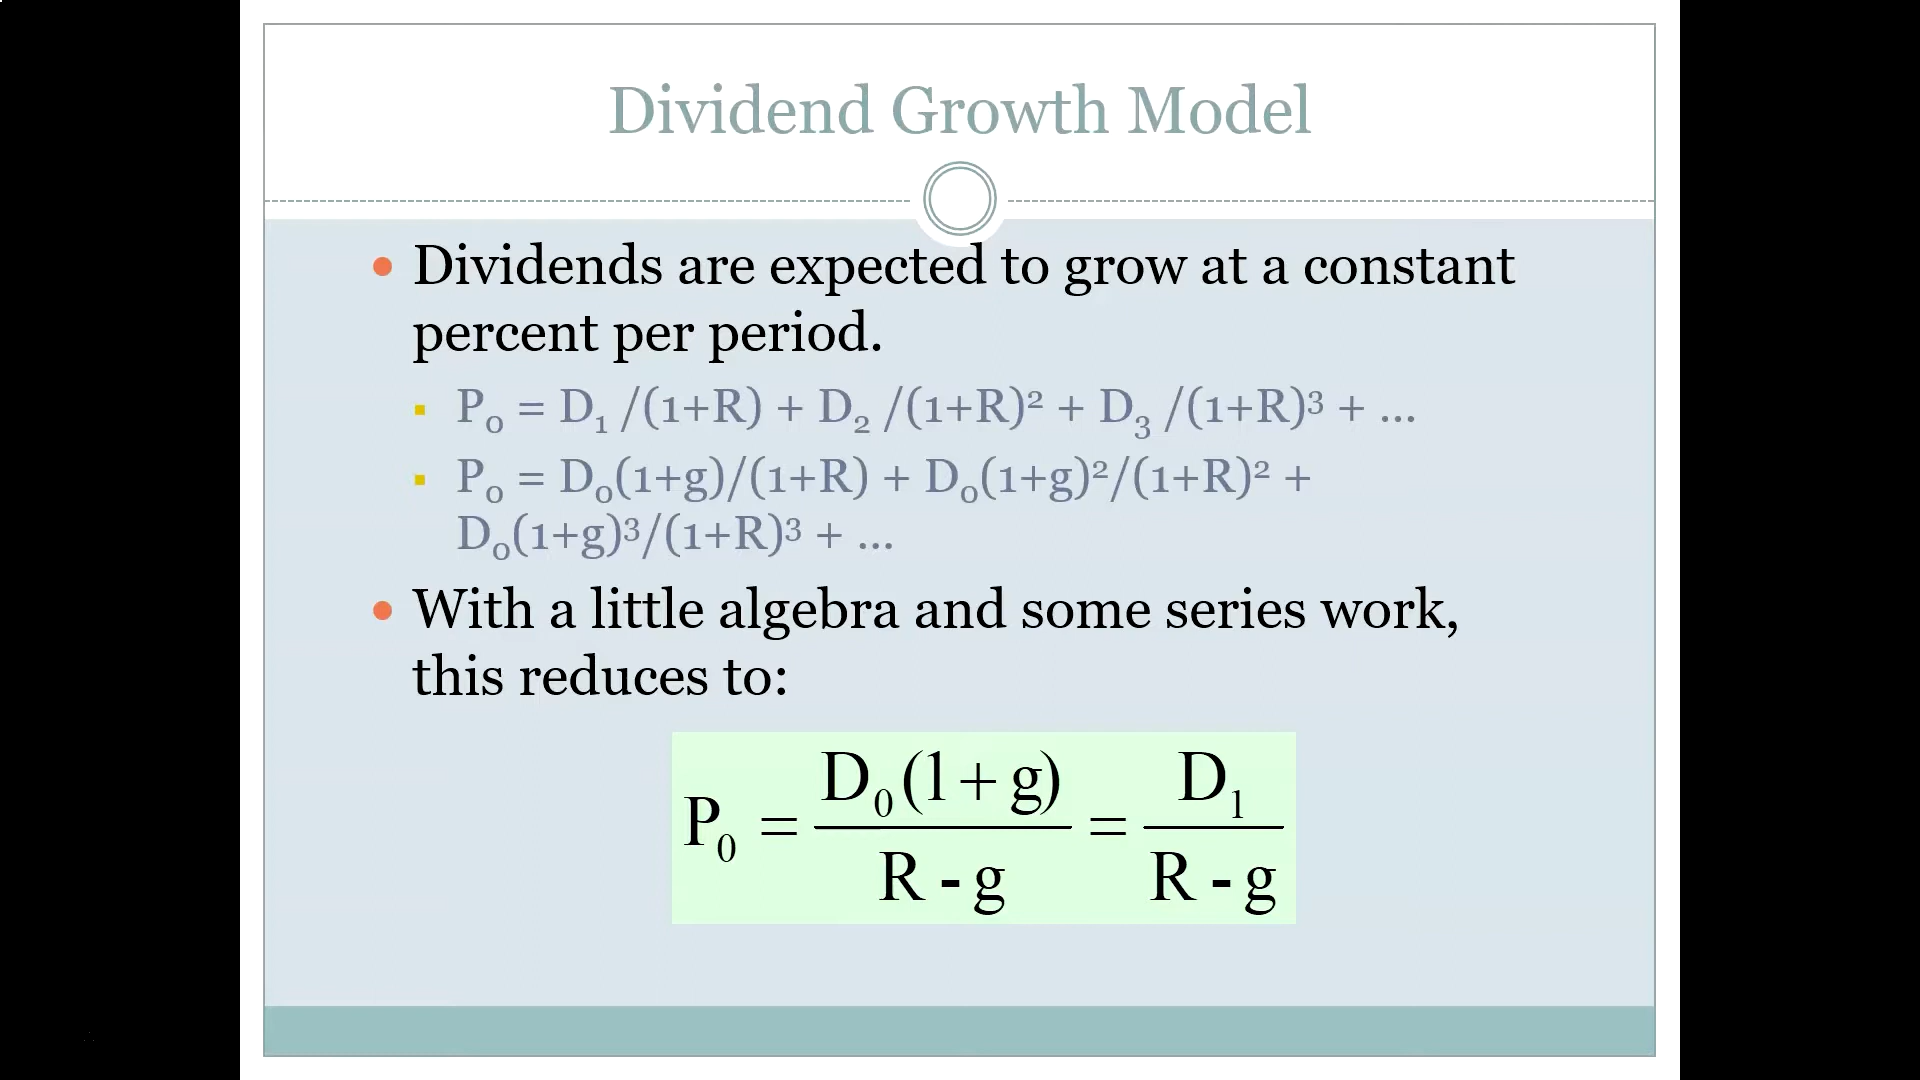 Dividend Growth Model
• Dividends are expected to grow at a constant
percent per period.
▪ P₀ = D₁ /(1+R) + D₂ /(1+R)² + D₃ /(1+R)³ + …
▪ P₀ = D₀(1+g)/(1+R) + D₀(1+g)²/(1+R)² +
D₀(1+g)³/(1+R)³ + …
• With a little algebra and some series work,
this reduces to:
P₀ = D₀(1+g) / R - g = D₁ / R - g